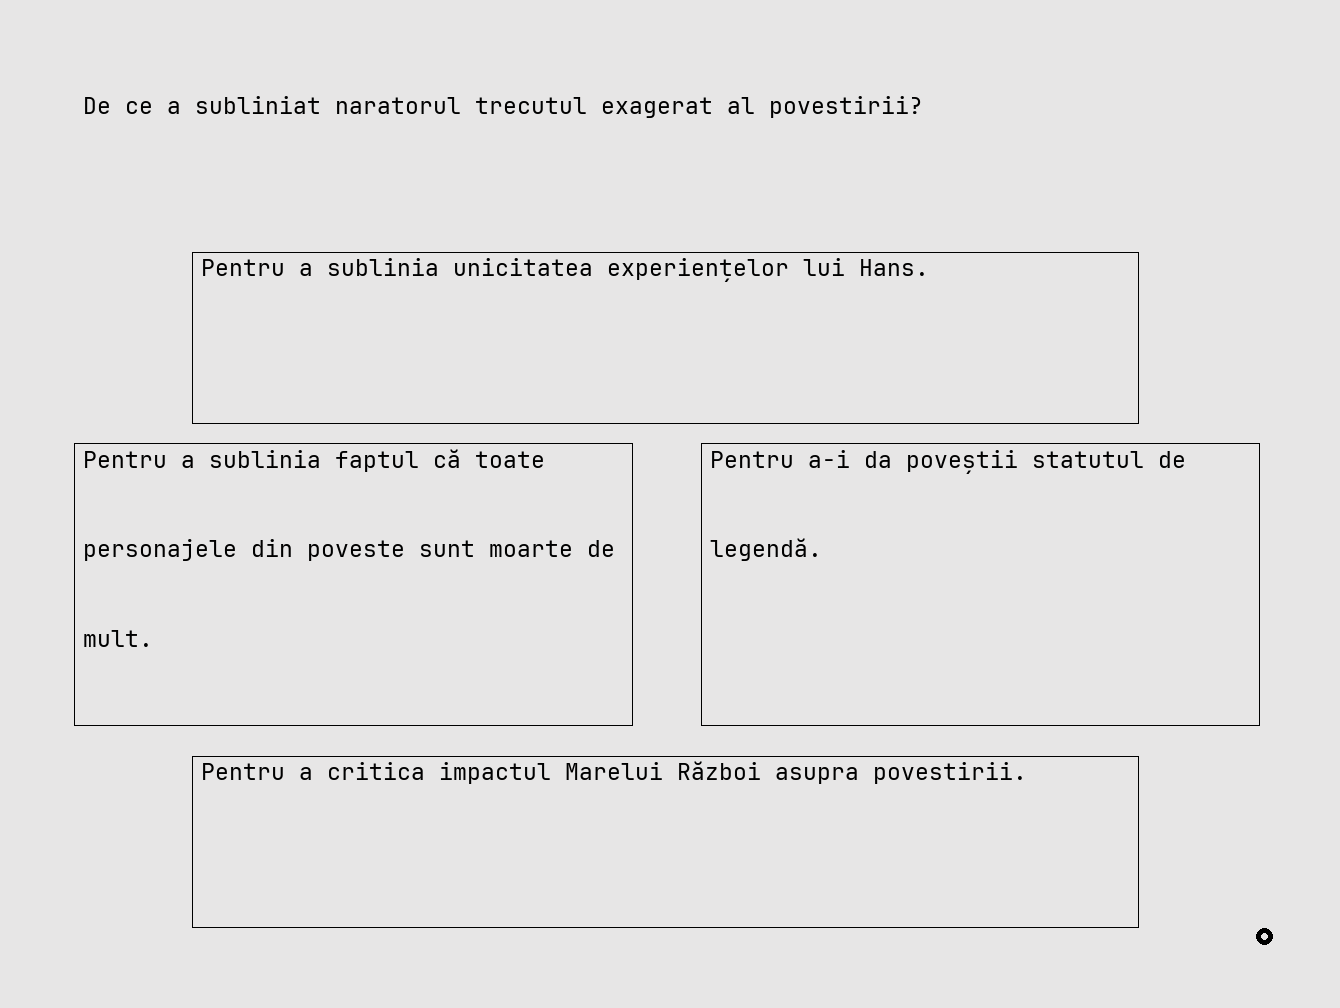 De ce a subliniat naratorul trecutul exagerat al povestirii?
Pentru a sublinia unicitatea experiențelor lui Hans.
Pentru a sublinia faptul că toate
personajele din poveste sunt moarte de
mult.
Pentru a-i da poveștii statutul de
legendă.
Pentru a critica impactul Marelui Război asupra povestirii.